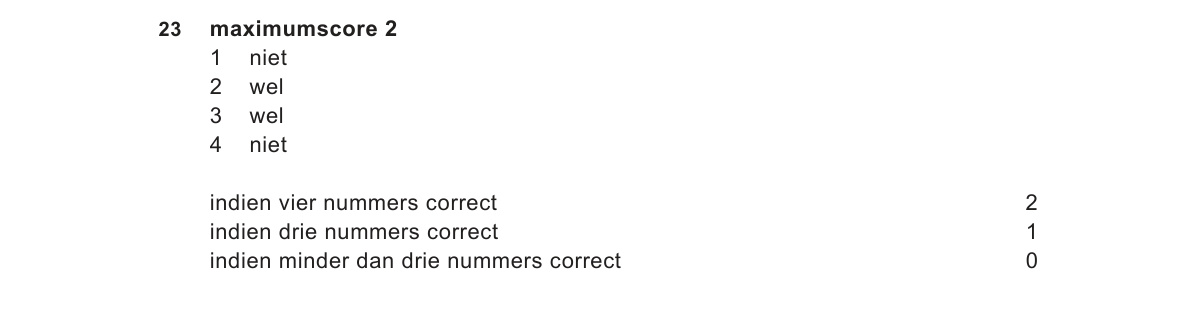 23 maximumscore 2
1 niet
2 wel
3 wel
4 niet
indien vier nummers correct 2
indien drie nummers correct 1
indien minder dan drie nummers correct 0